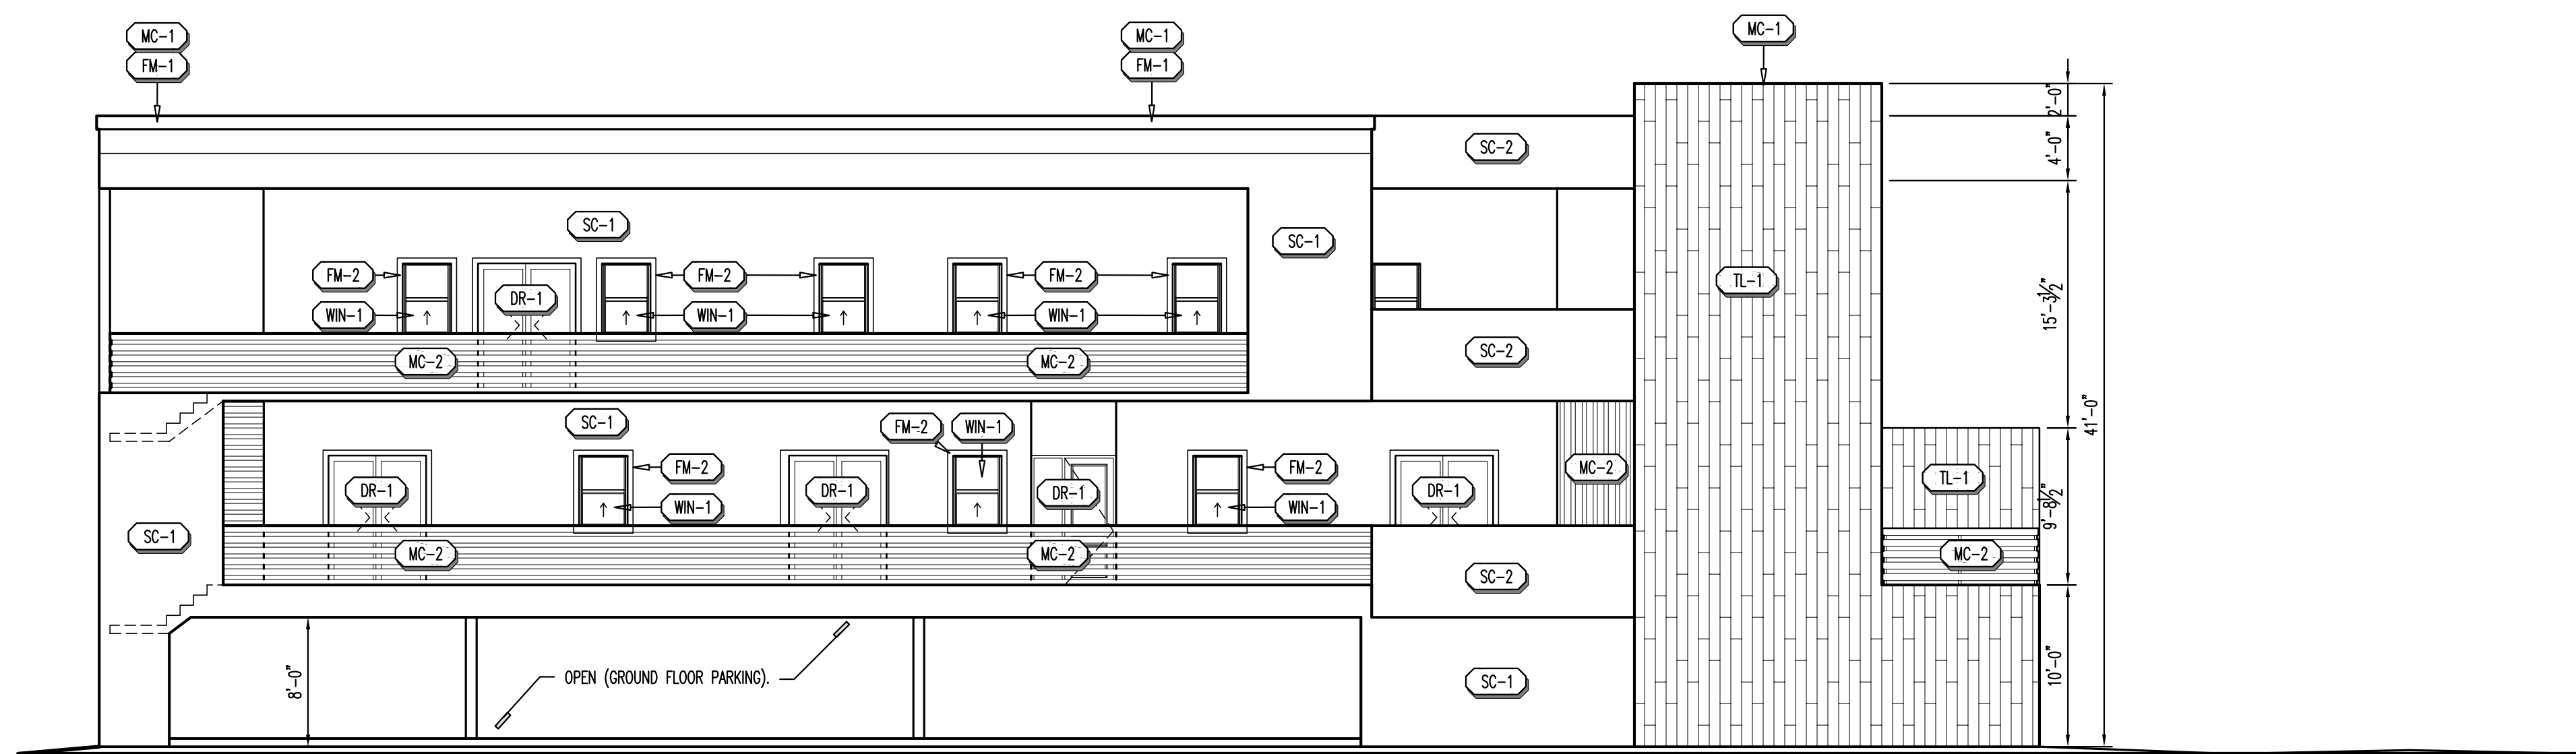 MC-1
MC-1
MC-1
FM-1
FM-1
2'-0"
4'-0"
SC-2
SC-1
SC-1
FM-2
FM-2
FM-2
TL-1
DR-1
15'-3½"
WIN-1
WIN-1
WIN-1
MC-2
MC-2
SC-2
41'-0"
SC-1
FM-2
WIN-1
FM-2
FM-2
MC-2
TL-1
DR-1
DR-1
DR-1
DR-1
9'-8½"
WIN-1
WIN-1
SC-1
MC-2
MC-2
MC-2
SC-2
10'-0"
8'-0"
OPEN (GROUND FLOOR PARKING).
SC-1